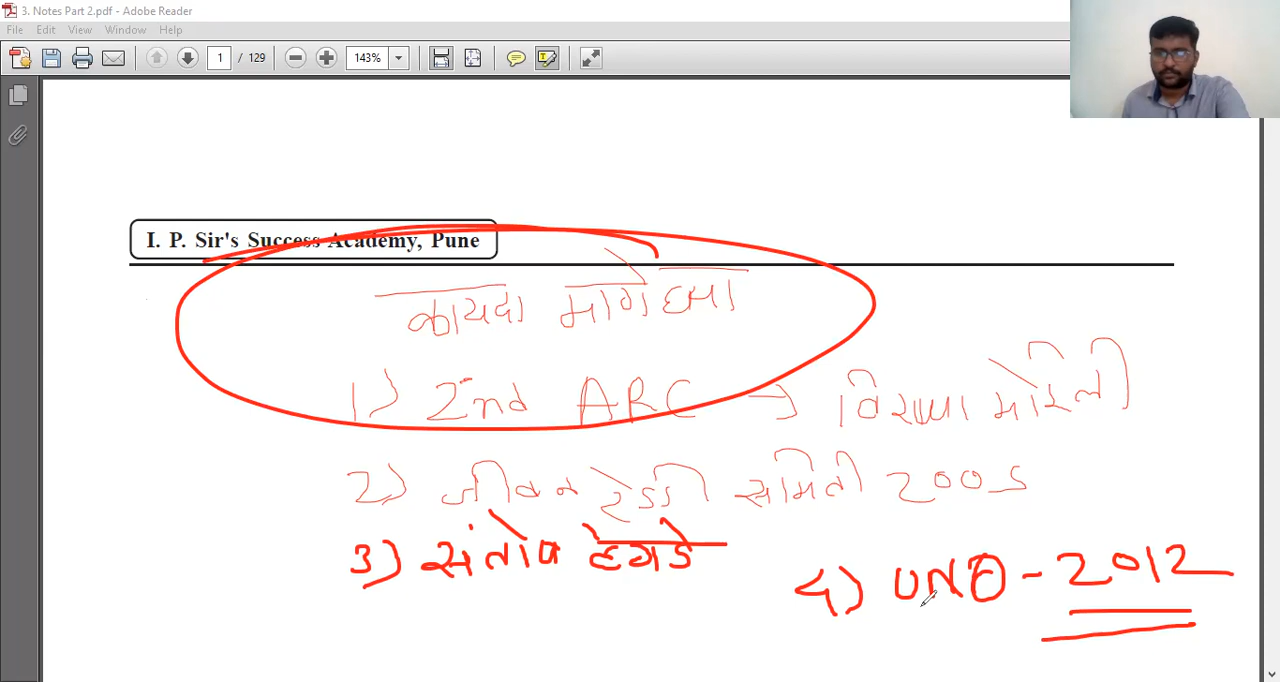 3. Notes Part 2.pdf - Adobe Reader
File Edit View Window Help
1 / 129 143%
I. P. Sir's Success Academy, Pune
कायदा मागे
1) 2nd ARC → विरप्पा मोईली
2) जीवन रेड्डी समिती 2005
3) संतोष हेगडे
4) UNO - 2012